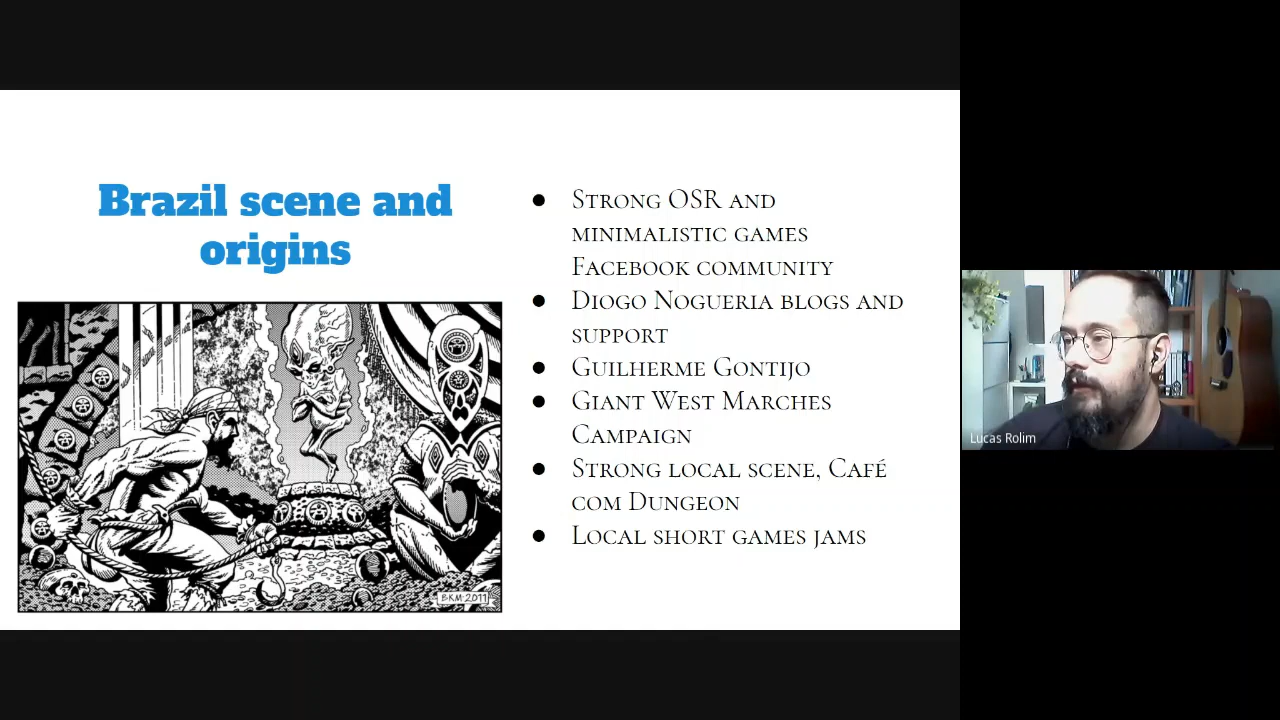 Brazil scene and
origins
● Strong OSR and
minimalistic games
Facebook community
● Diogo Nogueria blogs and
support
● Guilherme Gontijo
● Giant West Marches
Campaign
● Strong local scene, Café
com Dungeon
● Local short games jams
BKM·2011
Lucas Rolim